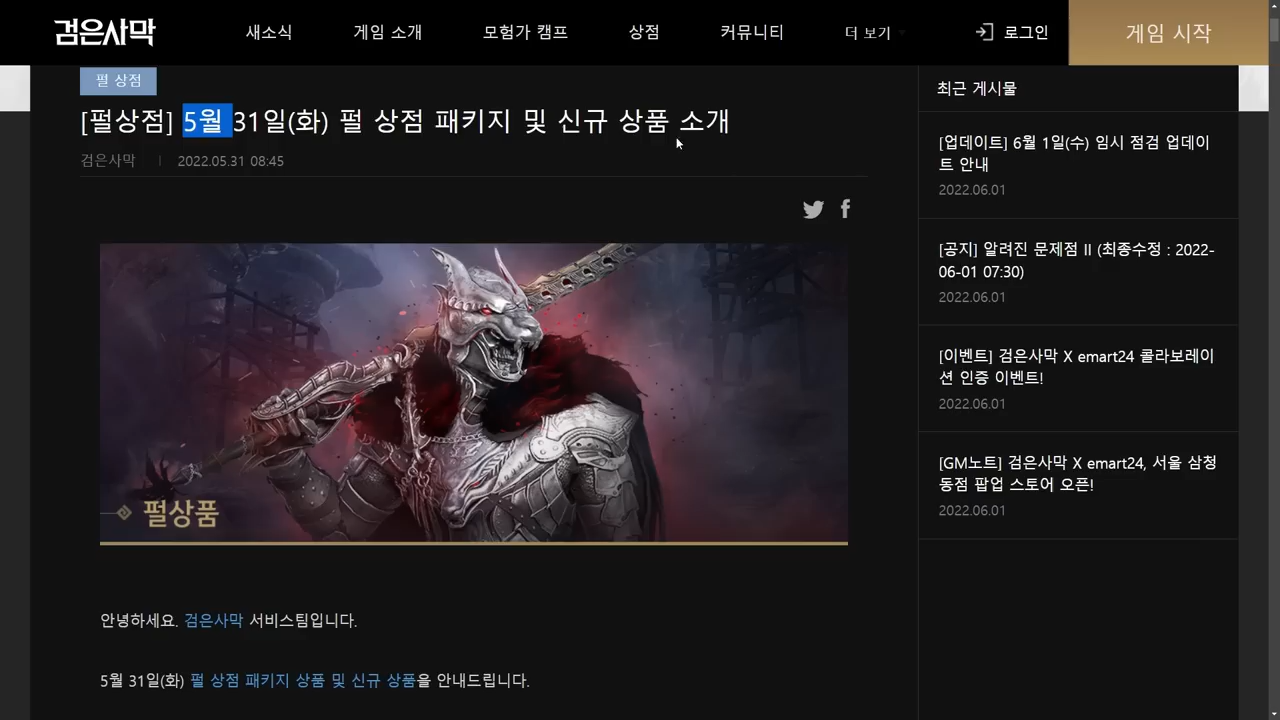 검은사막
새소식
게임 소개
모험가 캠프
상점
커뮤니티
더 보기
로그인
게임 시작
펄 상점
[펄상점] 5월 31일(화) 펄 상점 패키지 및 신규 상품 소개
검은사막
2022.05.31 08:45
펄상품
안녕하세요. 검은사막 서비스팀입니다.
5월 31일(화) 펄 상점 패키지 상품 및 신규 상품을 안내드립니다.
최근 게시물
[업데이트] 6월 1일(수) 임시 점검 업데이
트 안내
2022.06.01
[공지] 알려진 문제점 II (최종수정 : 2022-
06-01 07:30)
2022.06.01
[이벤트] 검은사막 X emart24 콜라보레이
션 인증 이벤트!
2022.06.01
[GM노트] 검은사막 X emart24, 서울 삼청
동점 팝업 스토어 오픈!
2022.06.01